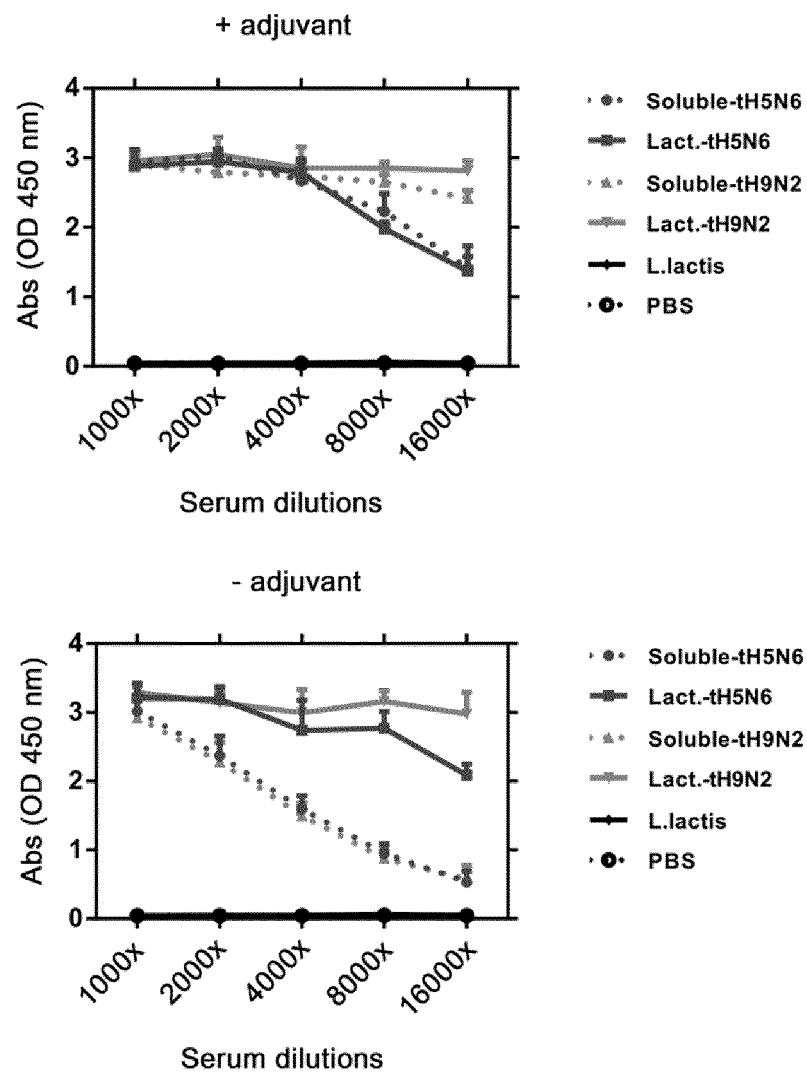 + adjuvant
Abs (OD 450 nm)
4
3
2
1
0
1000x
2000x
4000x
8000x
16000x
Serum dilutions
Soluble-tH5N6
Lact.-tH5N6
Soluble-tH9N2
Lact.-tH9N2
L.lactis
PBS
- adjuvant
Abs (OD 450 nm)
4
3
2
1
0
1000x
2000x
4000x
8000x
16000x
Serum dilutions
Soluble-tH5N6
Lact.-tH5N6
Soluble-tH9N2
Lact.-tH9N2
L.lactis
PBS